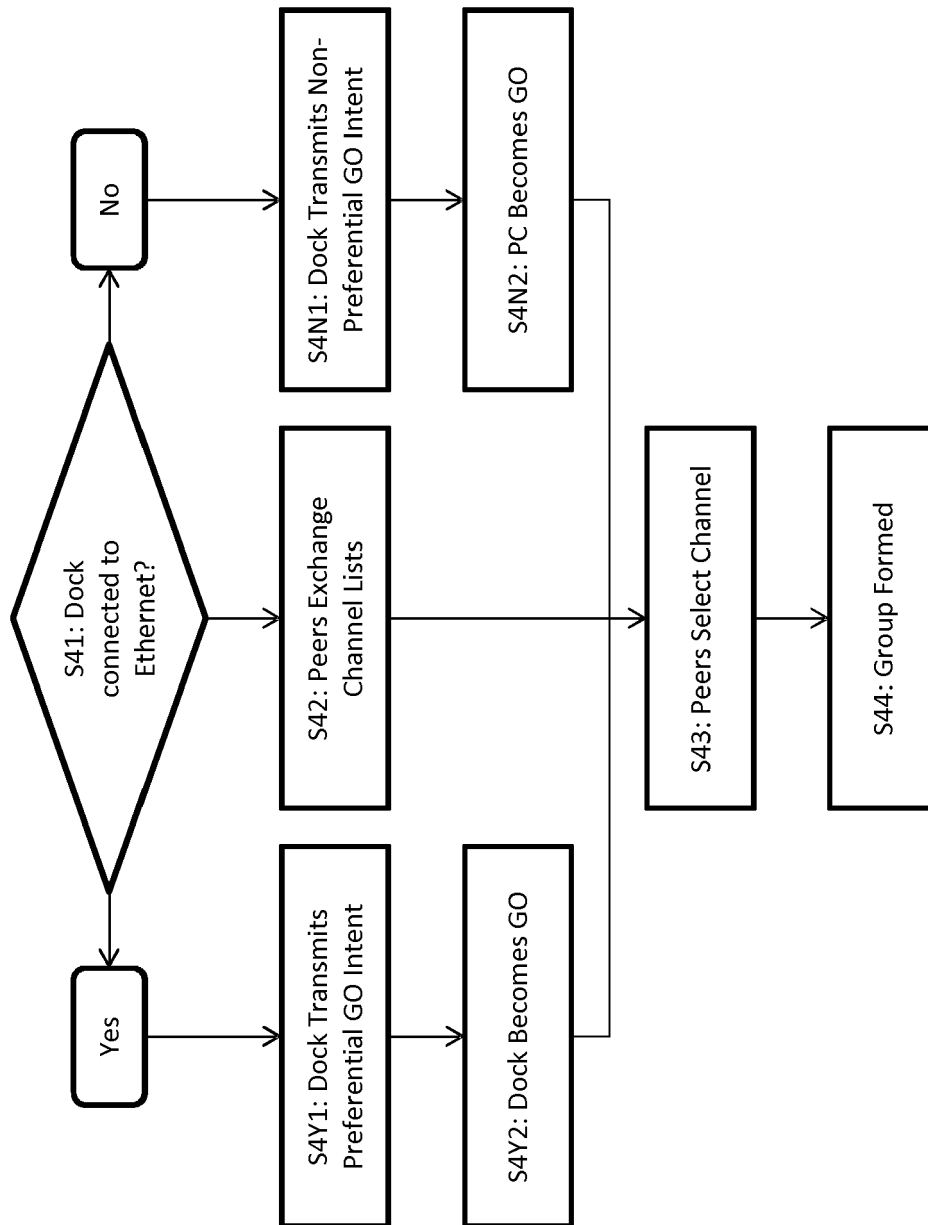 S41: Dock
connected to
Ethernet?
Yes
No
S4Y1: Dock Transmits
Preferential GO Intent
S42: Peers Exchange
Channel Lists
S4N1: Dock Transmits Non-
Preferential GO Intent
S4Y2: Dock Becomes GO
S4N2: PC Becomes GO
S43: Peers Select Channel
S44: Group Formed